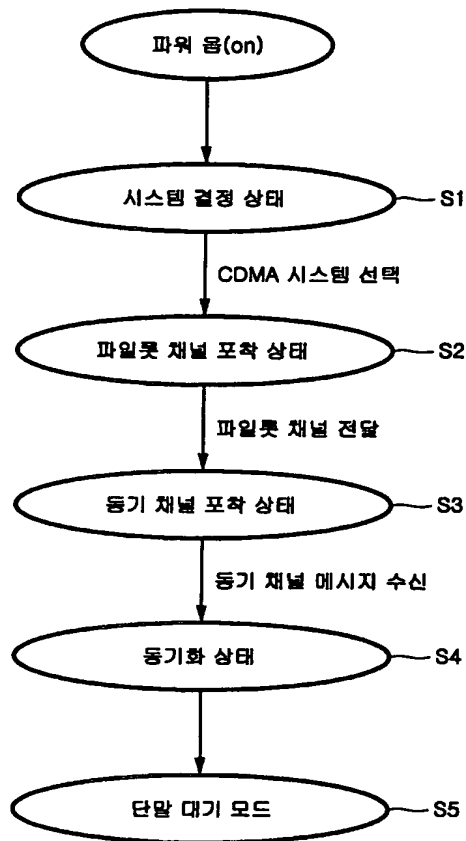 파워 온(on)
시스템 결정 상태
S1
CDMA 시스템 선택
파일롯 채널 포착 상태
S2
파일롯 채널 전달
동기 채널 포착 상태
S3
동기 채널 메시지 수신
동기화 상태
S4
단말 대기 모드
S5